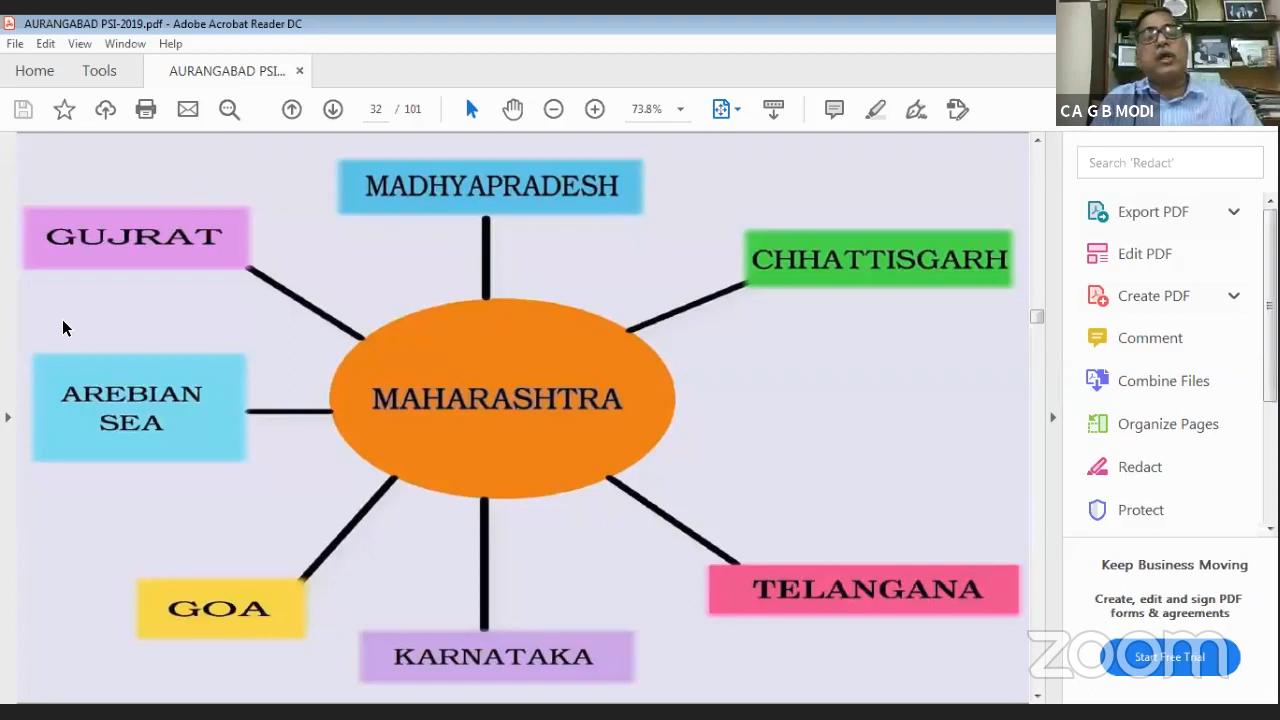 AURANGABAD PSI-2019.pdf - Adobe Acrobat Reader DC
File Edit View Window Help
Home Tools AURANGABAD PSI... ×
32 / 101 73.8%
C A G B MODI
Search 'Redact'
MADHYAPRADESH
GUJRAT
CHHATTISGARH
AREBIAN
SEA
MAHARASHTRA
GOA
KARNATAKA
TELANGANA
Export PDF
Edit PDF
Create PDF
Comment
Combine Files
Organize Pages
Redact
Protect
Keep Business Moving
Create, edit and sign PDF
forms & agreements
Start Free Trial
zoom